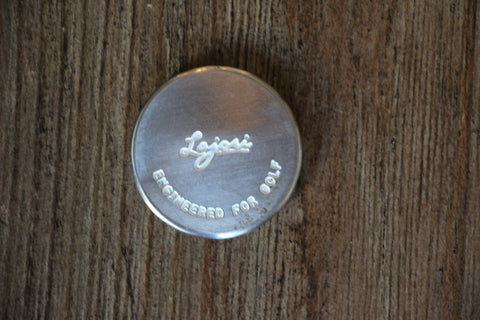 Lajosi
ENGINEERED FOR GOLF